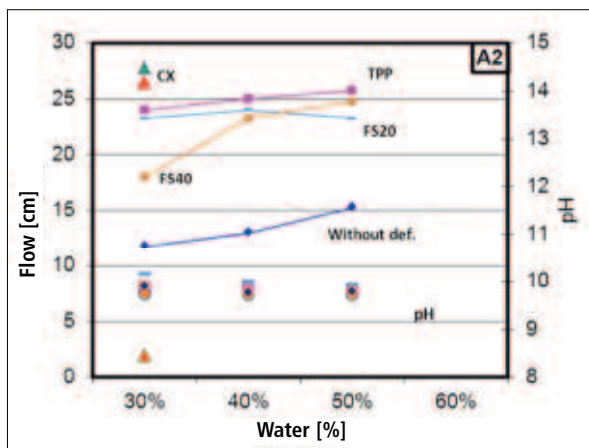 A2
Flow [cm]
30
25
20
15
10
5
0
CX
TPP
FS20
FS40
Without def.
pH
15
14
13
12
11
10
9
8
pH
30% 40% 50% 60%
Water [%]